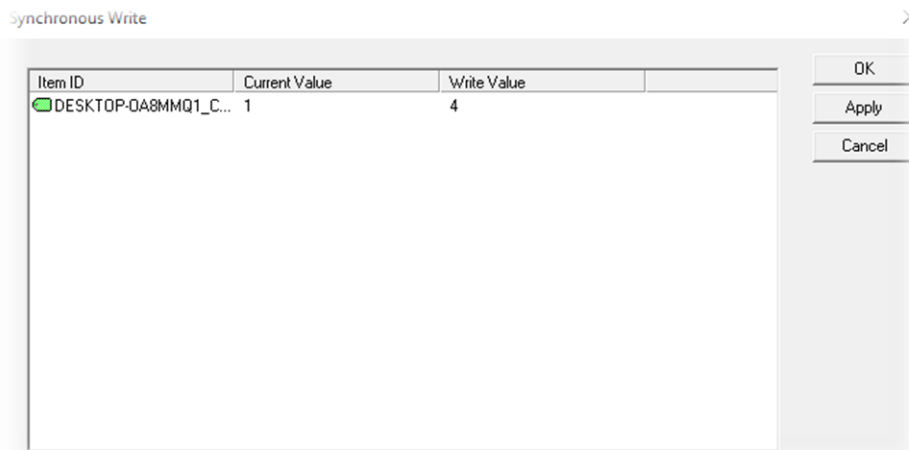 Synchronous Write
Item ID Current Value Write Value
DESKTOP-0A8MMQ1_C... 1 4
OK
Apply
Cancel